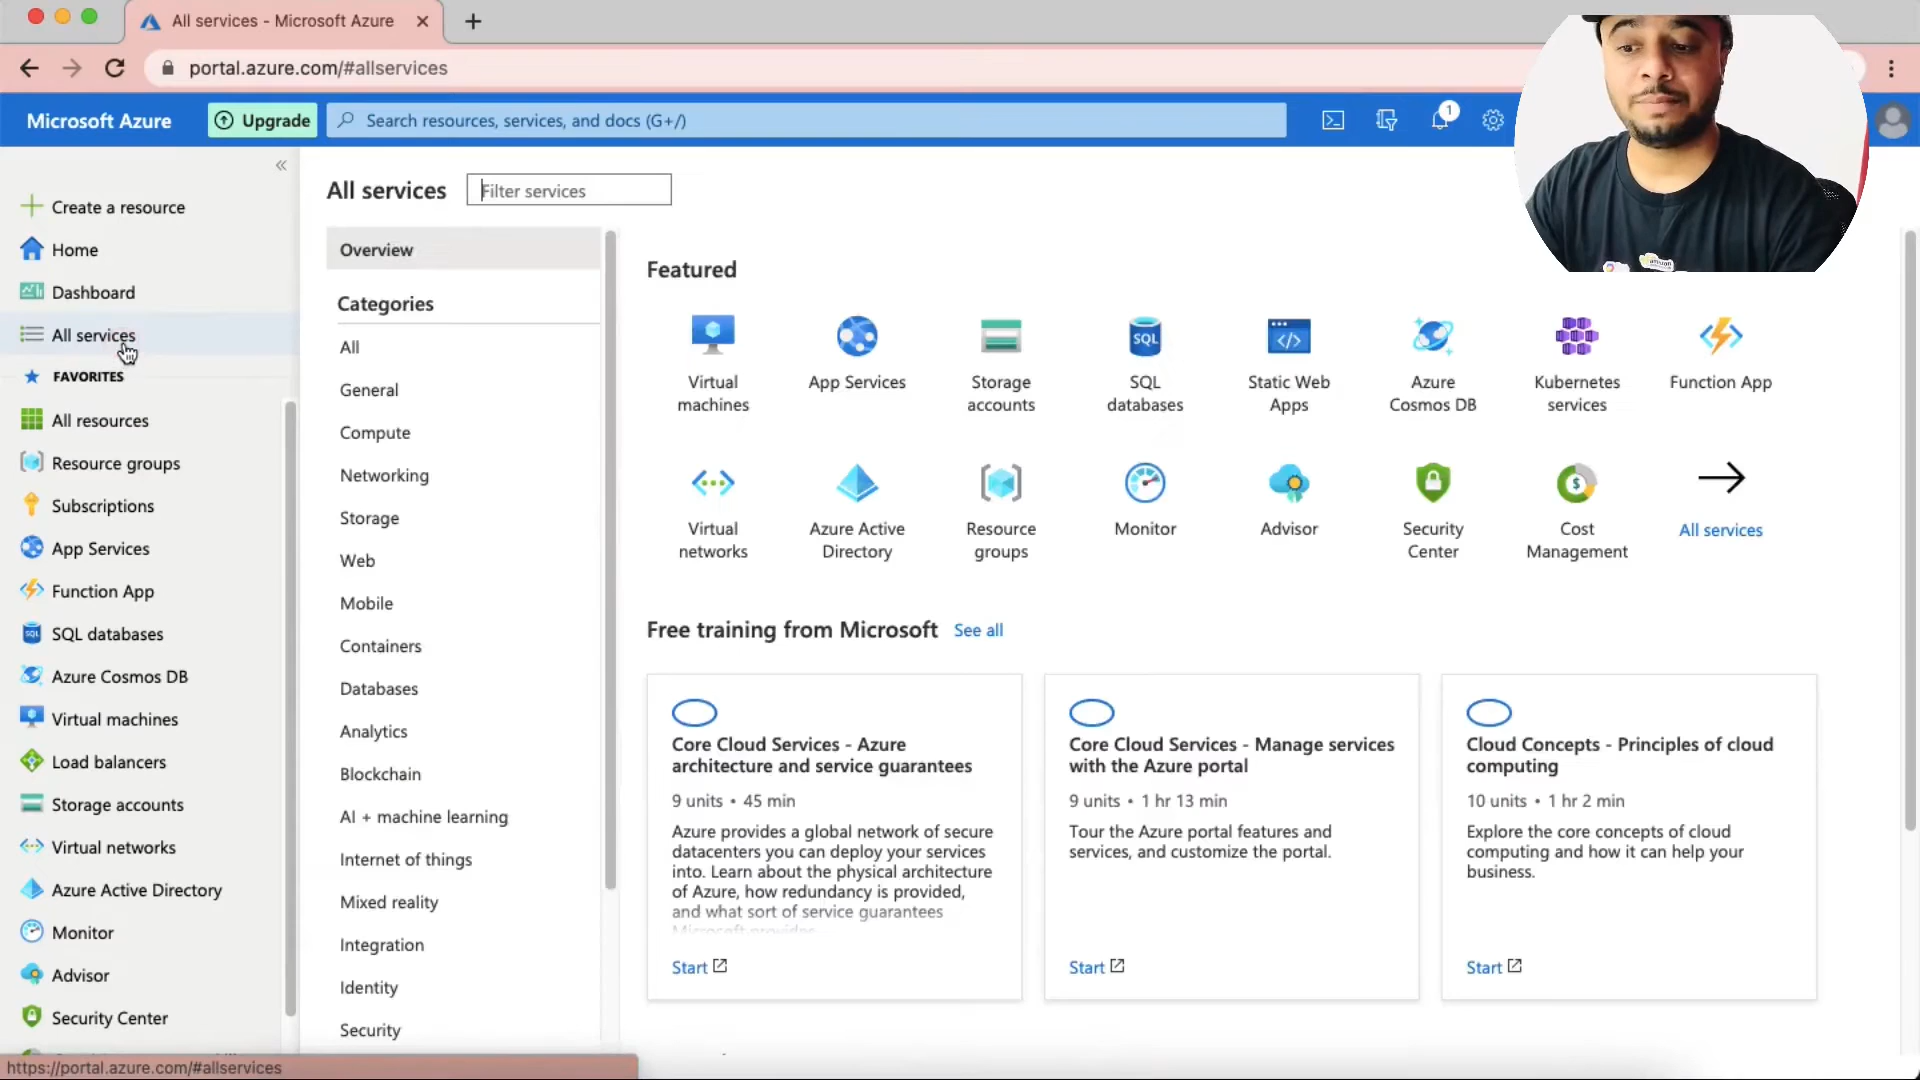 All services - Microsoft Azure
portal.azure.com/#allservices
Microsoft Azure
Upgrade
Search resources, services, and docs (G+/)
1
Create a resource
Home
Dashboard
All services
FAVORITES
All resources
Resource groups
Subscriptions
App Services
Function App
SQL databases
Azure Cosmos DB
Virtual machines
Load balancers
Storage accounts
Virtual networks
Azure Active Directory
Monitor
Advisor
Security Center
https://portal.azure.com/#allservices
All services
Filter services
Overview
Categories
All
General
Compute
Networking
Storage
Web
Mobile
Containers
Databases
Analytics
Blockchain
AI + machine learning
Internet of things
Mixed reality
Integration
Identity
Security
Featured
Virtual
machines
App Services
Storage
accounts
SQL
SQL
databases
Static Web
Apps
Azure
Cosmos DB
Kubernetes
services
Function App
Virtual
networks
Azure Active
Directory
Resource
groups
Monitor
Advisor
Security
Center
Cost
Management
All services
Free training from Microsoft See all
Core Cloud Services - Azure
architecture and service guarantees
9 units • 45 min
Azure provides a global network of secure
datacenters you can deploy your services
into. Learn about the physical architecture
of Azure, how redundancy is provided,
and what sort of service guarantees
Microsoft provides.
Start
Core Cloud Services - Manage services
with the Azure portal
9 units • 1 hr 13 min
Tour the Azure portal features and
services, and customize the portal.
Start
Cloud Concepts - Principles of cloud
computing
10 units • 1 hr 2 min
Explore the core concepts of cloud
computing and how it can help your
business.
Start